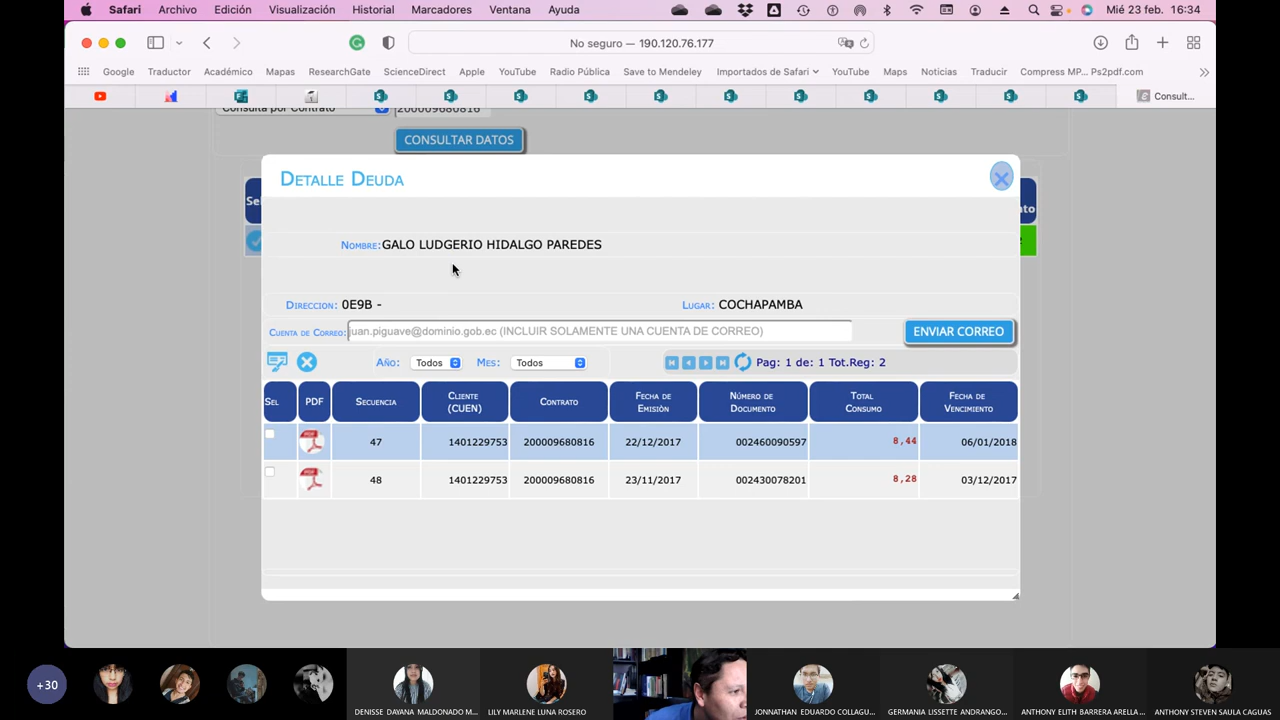 Safari Archivo Edición Visualización Historial Marcadores Ventana Ayuda Mié 23 feb. 16:34
No seguro — 190.120.76.177
Google Traductor Académico Mapas ResearchGate ScienceDirect Apple YouTube Radio Pública Save to Mendeley Importados de Safari YouTube Maps Noticias Traducir Compress MP... Ps2pdf.com
Consult...
Consulta por Contrato 200009680816
CONSULTAR DATOS
Detalle Deuda
Sel
nto
Nombre: GALO LUDGERIO HIDALGO PAREDES
Direccion: 0E9B - Lugar: COCHAPAMBA
Cuenta de Correo: juan.piguave@dominio.gob.ec (INCLUIR SOLAMENTE UNA CUENTA DE CORREO) ENVIAR CORREO
Año: Todos Mes: Todos Pag: 1 de: 1 Tot.Reg: 2
Sel PDF Secuencia Cliente (CUEN) Contrato Fecha de Emisión Número de Documento Total Consumo Fecha de Vencimiento
47 1401229753 200009680816 22/12/2017 002460090597 8,44 06/01/2018
48 1401229753 200009680816 23/11/2017 002430078201 8,28 03/12/2017
+30 DENISSE DAYANA MALDONADO M... LILY MARLENE LUNA ROSERO JONNATHAN EDUARDO COLLAGU... GERMANIA LISSETTE ANDRANGO... ANTHONY ELITH BARRERA ARELLA... ANTHONY STEVEN SAULA CAGUAS